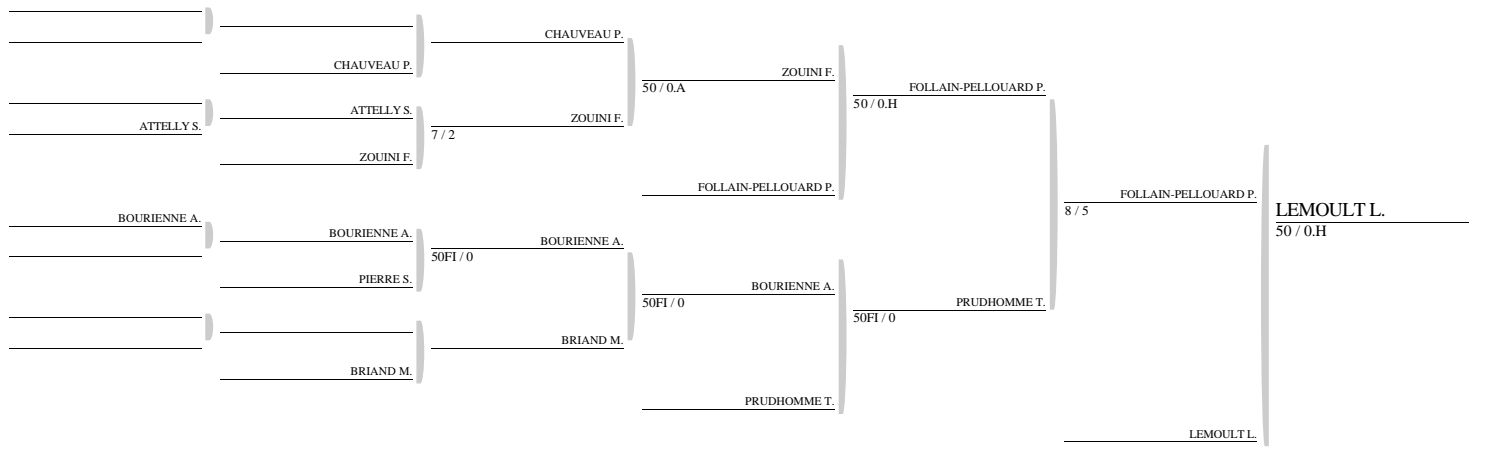 ATTELLY S.
BOURIENNE A.
CHAUVEAU P.
ATTELLY S.
ZOUINI F.
BOURIENNE A.
PIERRE S.
BRIAND M.
CHAUVEAU P.
ZOUINI F.
7 / 2
BOURIENNE A.
50FI / 0
BRIAND M.
ZOUINI F.
50 / 0.A
FOLLAIN-PELLOUARD P.
BOURIENNE A.
50FI / 0
PRUDHOMME T.
FOLLAIN-PELLOUARD P.
50 / 0.H
PRUDHOMME T.
50FI / 0
FOLLAIN-PELLOUARD P.
8 / 5
LEMOULT L.
LEMOULT L.
50 / 0.H